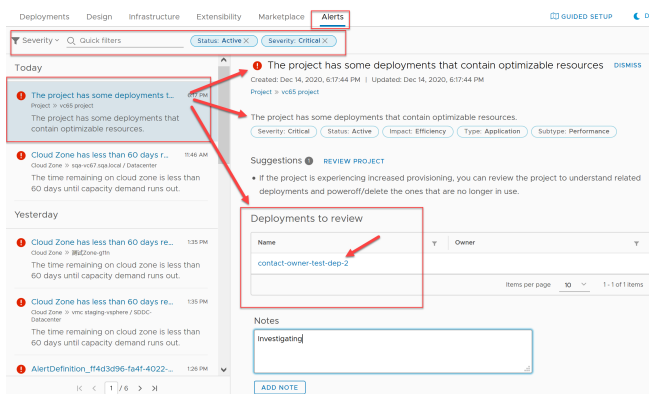 Deployments Design Infrastructure Extensibility Marketplace Alerts GUIDED SETUP D
Severity Quick filters Status: Active × Severity: Critical ×
Today
The project has some deployments t... 6:17 PM
Project » vc65 project
The project has some deployments that
contain optimizable resources.
Cloud Zone has less than 60 days r... 11:46 AM
Cloud Zone » sqa-vc67.sqa.local / Datacenter
The time remaining on cloud zone is less than
60 days until capacity demand runs out.
Yesterday
Cloud Zone has less than 60 days re... 1:35 PM
Cloud Zone » 測試Zone-gfIn
The time remaining on cloud zone is less than
60 days until capacity demand runs out.
Cloud Zone has less than 60 days re... 1:35 PM
Cloud Zone » vmc staging-vsphere / SDDC-
Datacenter
The time remaining on cloud zone is less than
60 days until capacity demand runs out.
AlertDefinition_ff4d3d96-fa4f-4022-... 1:26 PM
1 / 6
The project has some deployments that contain optimizable resources DISMISS
Created: Dec 14, 2020, 6:17:44 PM | Updated: Dec 14, 2020, 6:17:44 PM
Project » vc65 project
The project has some deployments that contain optimizable resources.
Severity: Critical Status: Active Impact: Efficiency Type: Application Subtype: Performance
Suggestions REVIEW PROJECT
• If the project is experiencing increased provisioning, you can review the project to understand related
deployments and poweroff/delete the ones that are no longer in use.
Deployments to review
Name Owner
contact-owner-test-dep-2
Items per page 10 1 - 1 of 1 items
Notes
Investigating
ADD NOTE